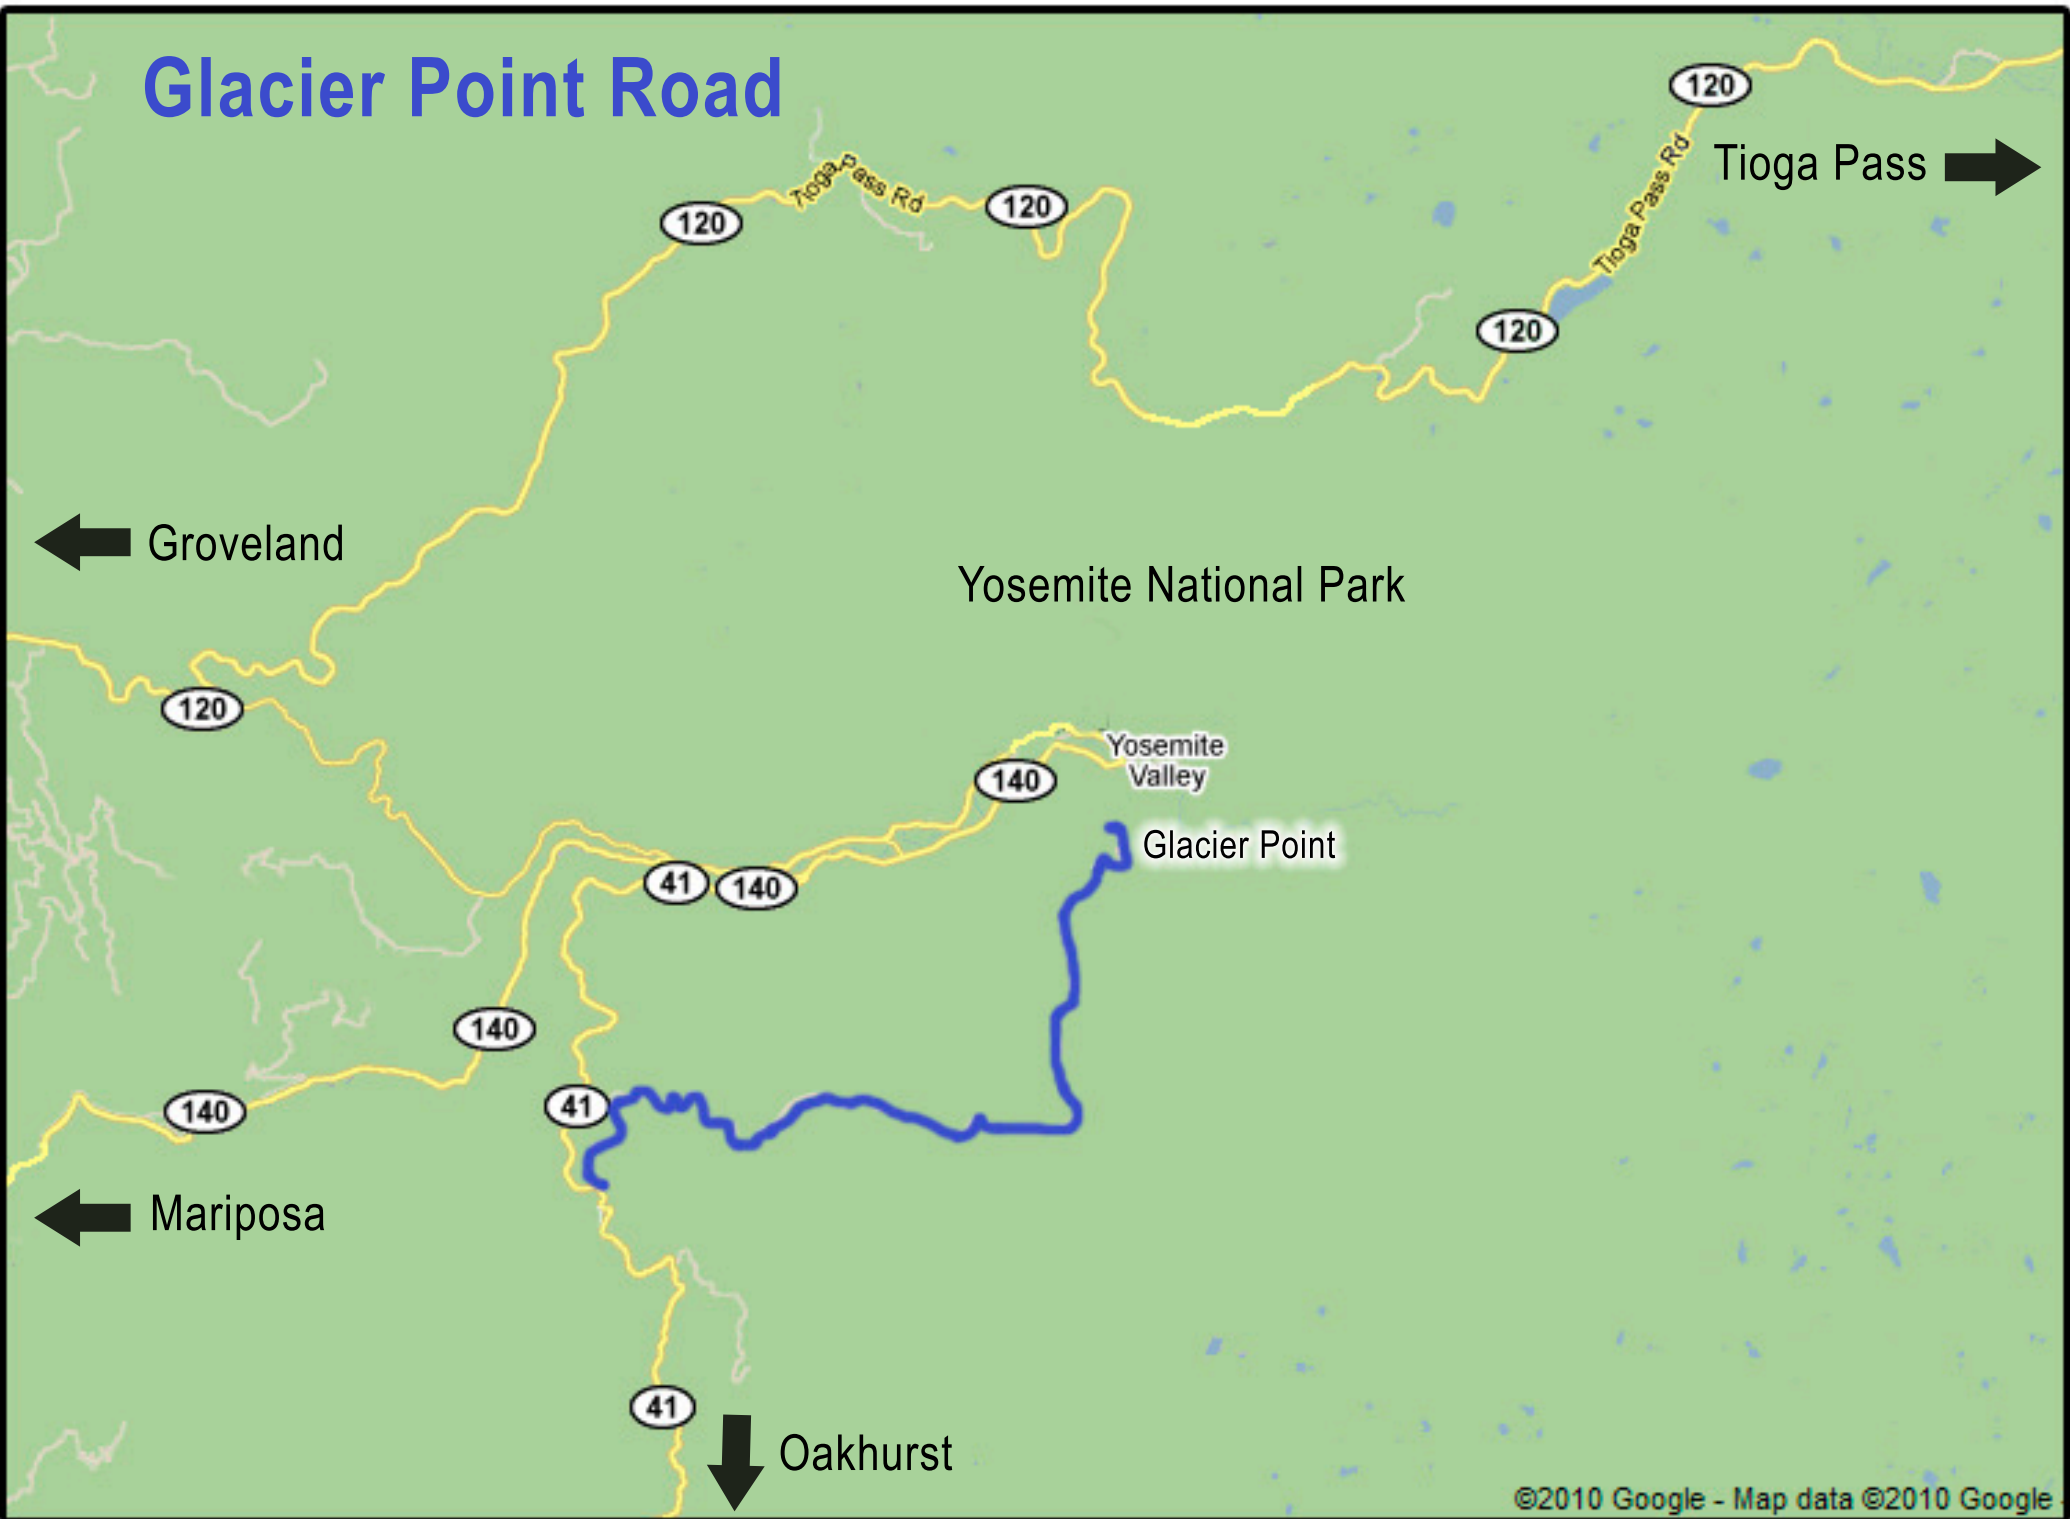 Glacier Point Road
120
Tioga Pass
Tioga Pass Rd
120
Tioga Pass Rd
120
120
Groveland
Yosemite National Park
120
Yosemite
Valley
140
Glacier Point
41
140
140
41
140
Mariposa
41
Oakhurst
©2010 Google - Map data ©2010 Google